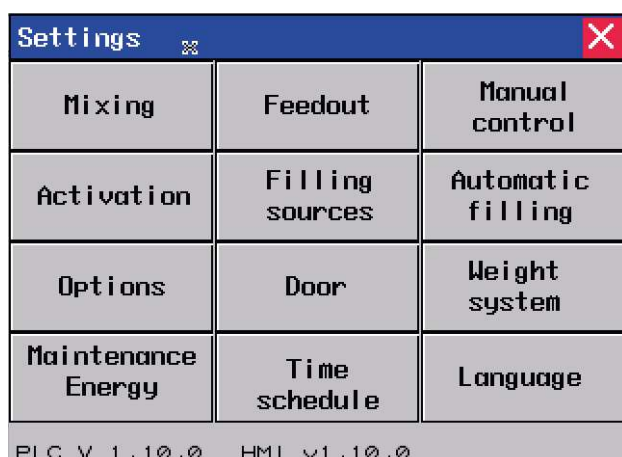 Settings
Mixing
Feedout
Manual
control
Activation
Filling
sources
Automatic
filling
Options
Door
Weight
system
Maintenance
Energy
Time
schedule
Language
PLC V 1.10.0 HMI v1.10.0